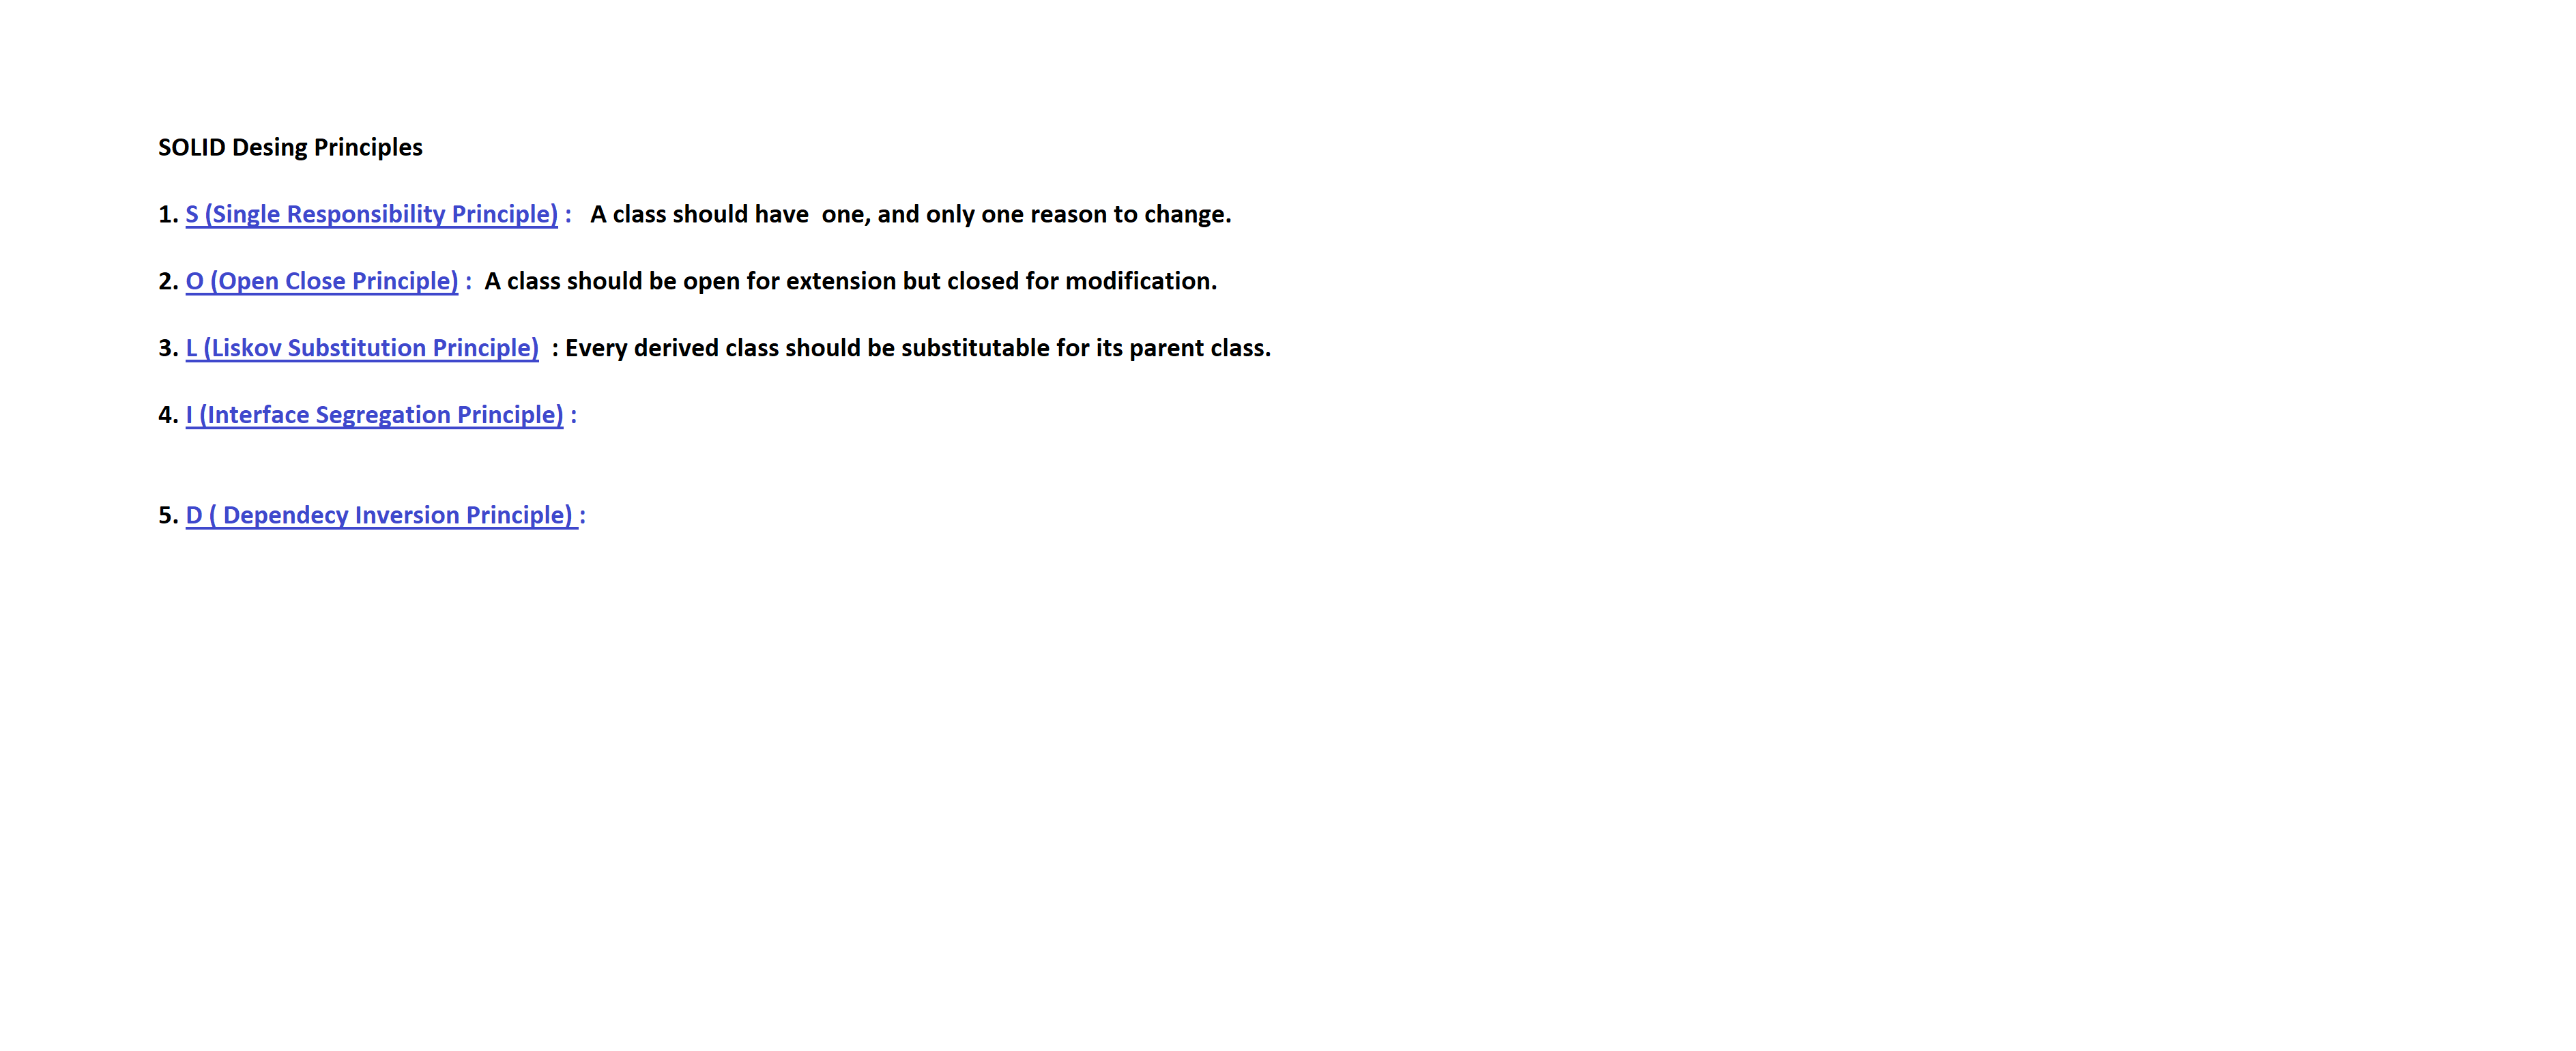 SOLID Desing Principles
1. S (Single Responsibility Principle) :   A class should have  one, and only one reason to change.
2. O (Open Close Principle) :  A class should be open for extension but closed for modification.
3. L (Liskov Substitution Principle)  : Every derived class should be substitutable for its parent class.
4. I (Interface Segregation Principle) :
5. D ( Dependecy Inversion Principle) :